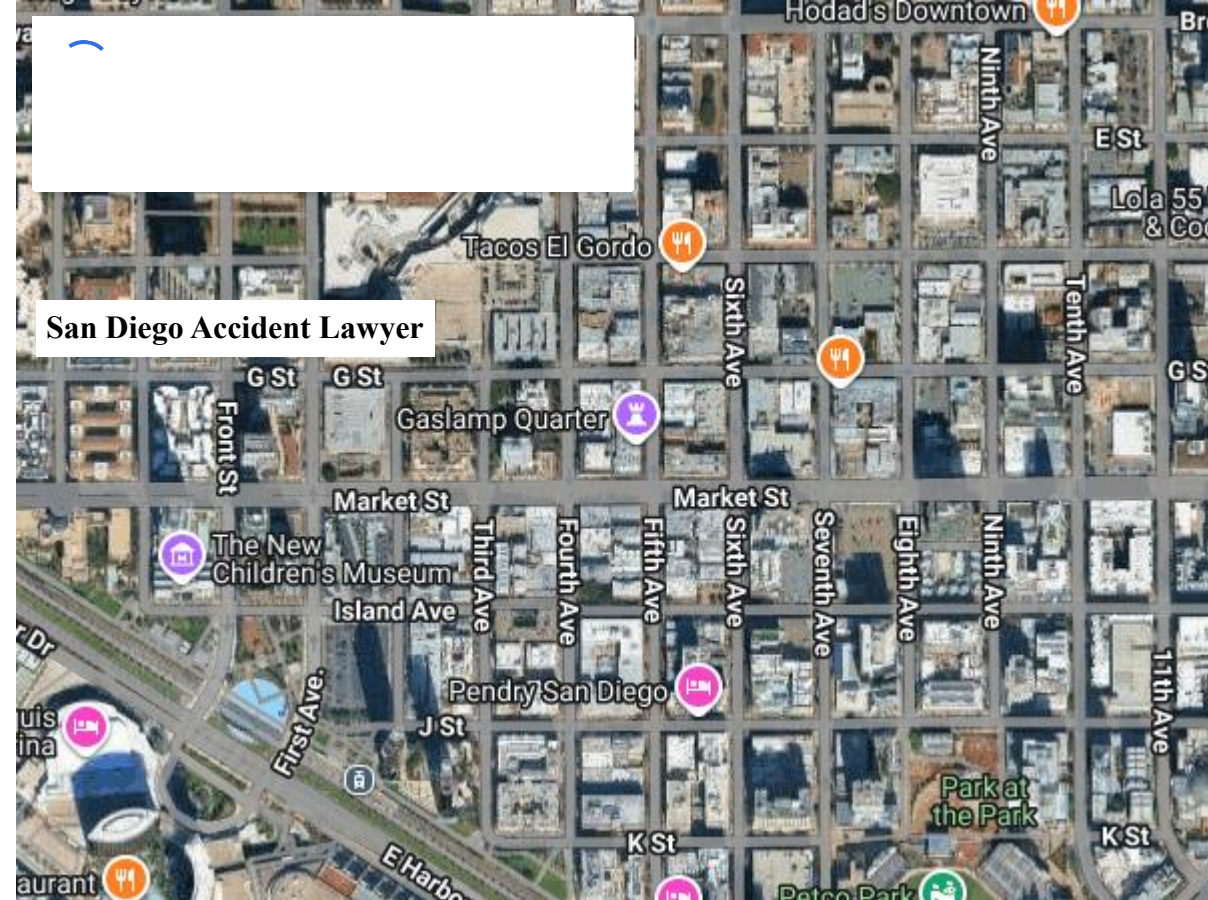 Hodad's Downtown
Ninth Ave
E St
Lola 55
Tacos El Gordo
Sixth Ave
Tenth Ave
San Diego Accident Lawyer
G St
G St
Front St
Gaslamp Quarter
Market St
Market St
The New
Children's Museum
Third Ave
Fourth Ave
Fifth Ave
Sixth Ave
Seventh Ave
Eighth Ave
Ninth Ave
Island Ave
Pendry San Diego
11th Ave
First Ave.
J St
Park at
the Park
K St
K St
Petco Park